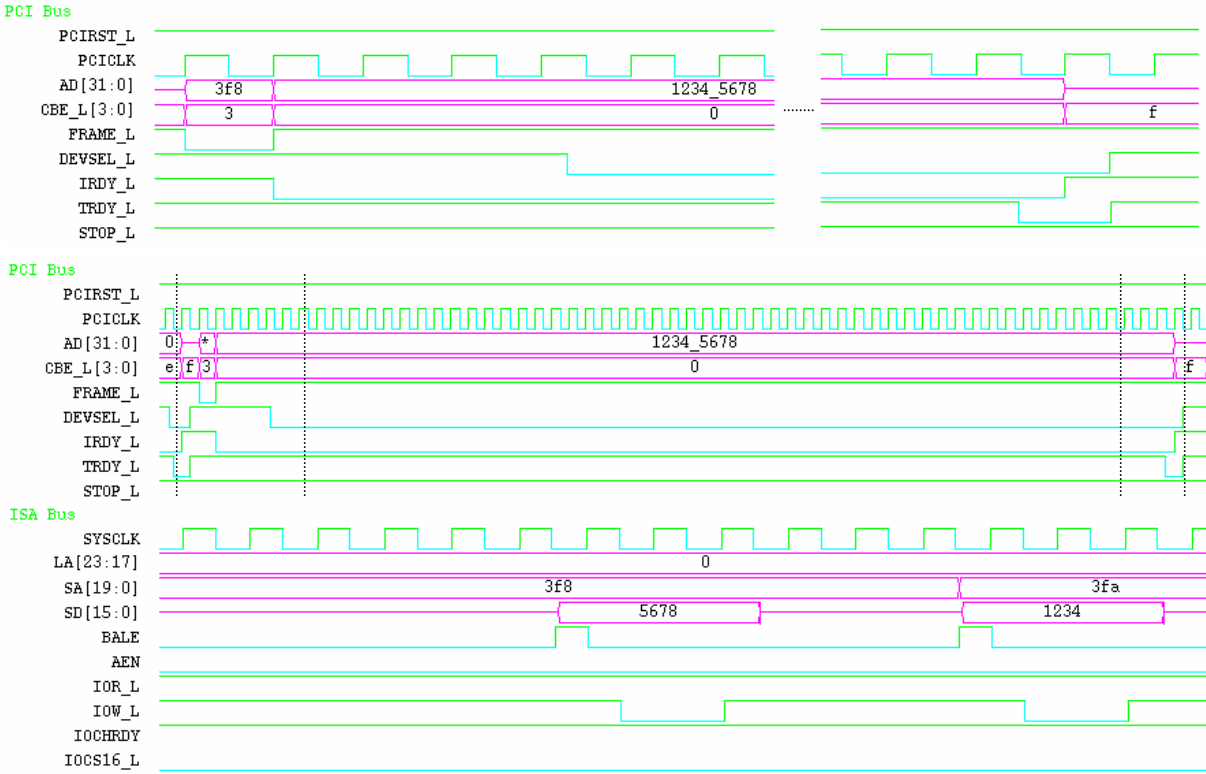 PCI Bus
PCIRST_L
PCICLK
AD[31:0] 3f8 1234_5678
CBE_L[3:0] 3 0 ........ f
FRAME_L
DEVSEL_L
IRDY_L
TRDY_L
STOP_L
PCI Bus
PCIRST_L
PCICLK
AD[31:0] 0 * 1234_5678
CBE_L[3:0] e f 3 0 f
FRAME_L
DEVSEL_L
IRDY_L
TRDY_L
STOP_L
ISA Bus
SYSCLK
LA[23:17] 0
SA[19:0] 3f8 3fa
SD[15:0] 5678 1234
BALE
AEN
IOR_L
IOW_L
IOCHRDY
IOCS16_L